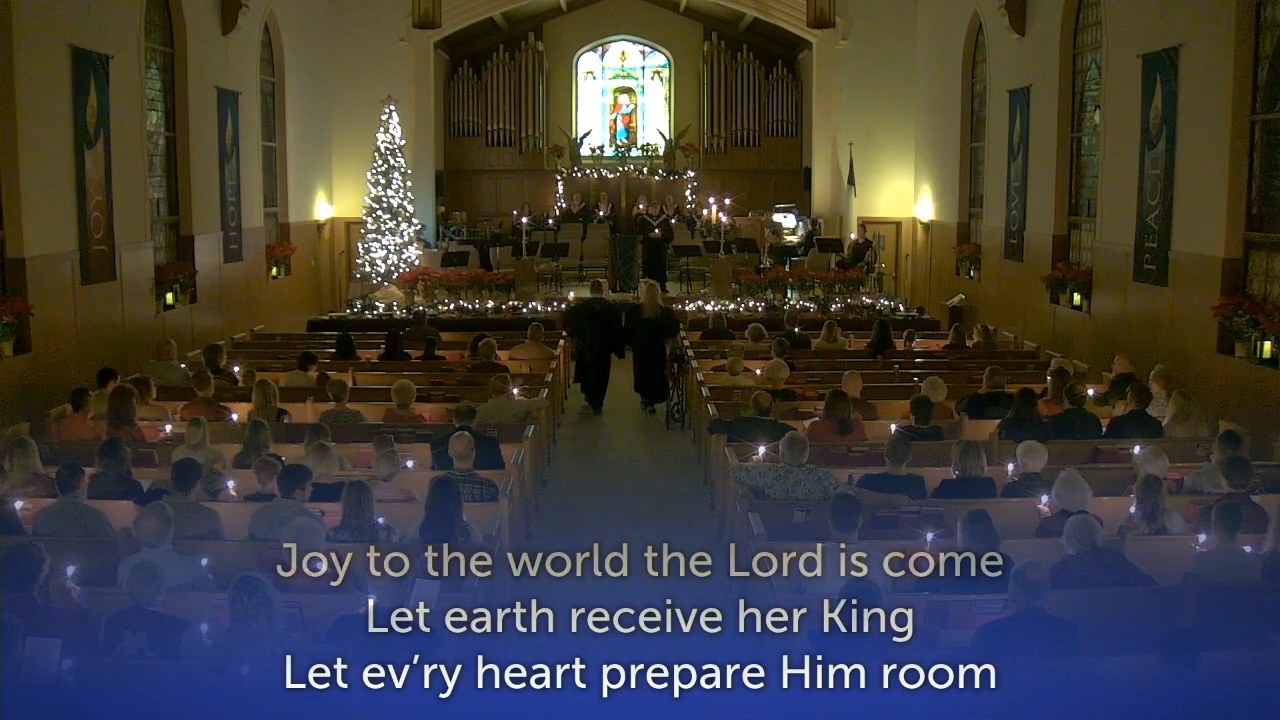 JOY
HOPE
LOVE
PEACE
Joy to the world the Lord is come
Let earth receive her King
Let ev’ry heart prepare Him room